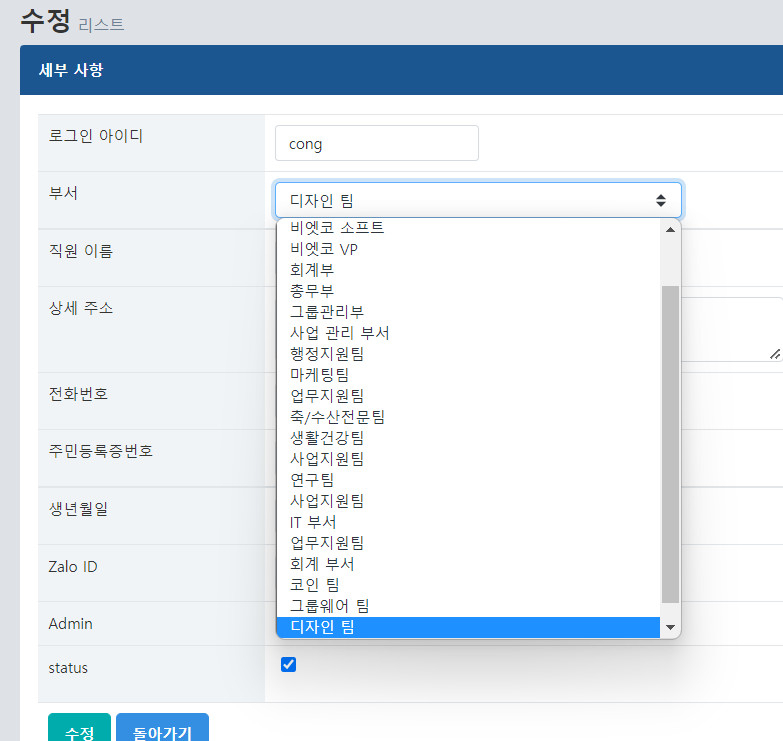 수정 리스트
세부 사항
로그인 아이디
cong
부서
디자인 팀
비엣코 소프트
비엣코 VP
회계부
총무부
그룹관리부
사업 관리 부서
행정지원팀
마케팅팀
업무지원팀
축/수산전문팀
생활건강팀
사업지원팀
연구팀
사업지원팀
IT 부서
업무지원팀
회계 부서
코인 팀
그룹웨어 팀
디자인 팀
직원 이름
상세 주소
전화번호
주민등록증번호
생년월일
Zalo ID
Admin
status
수정
돌아가기